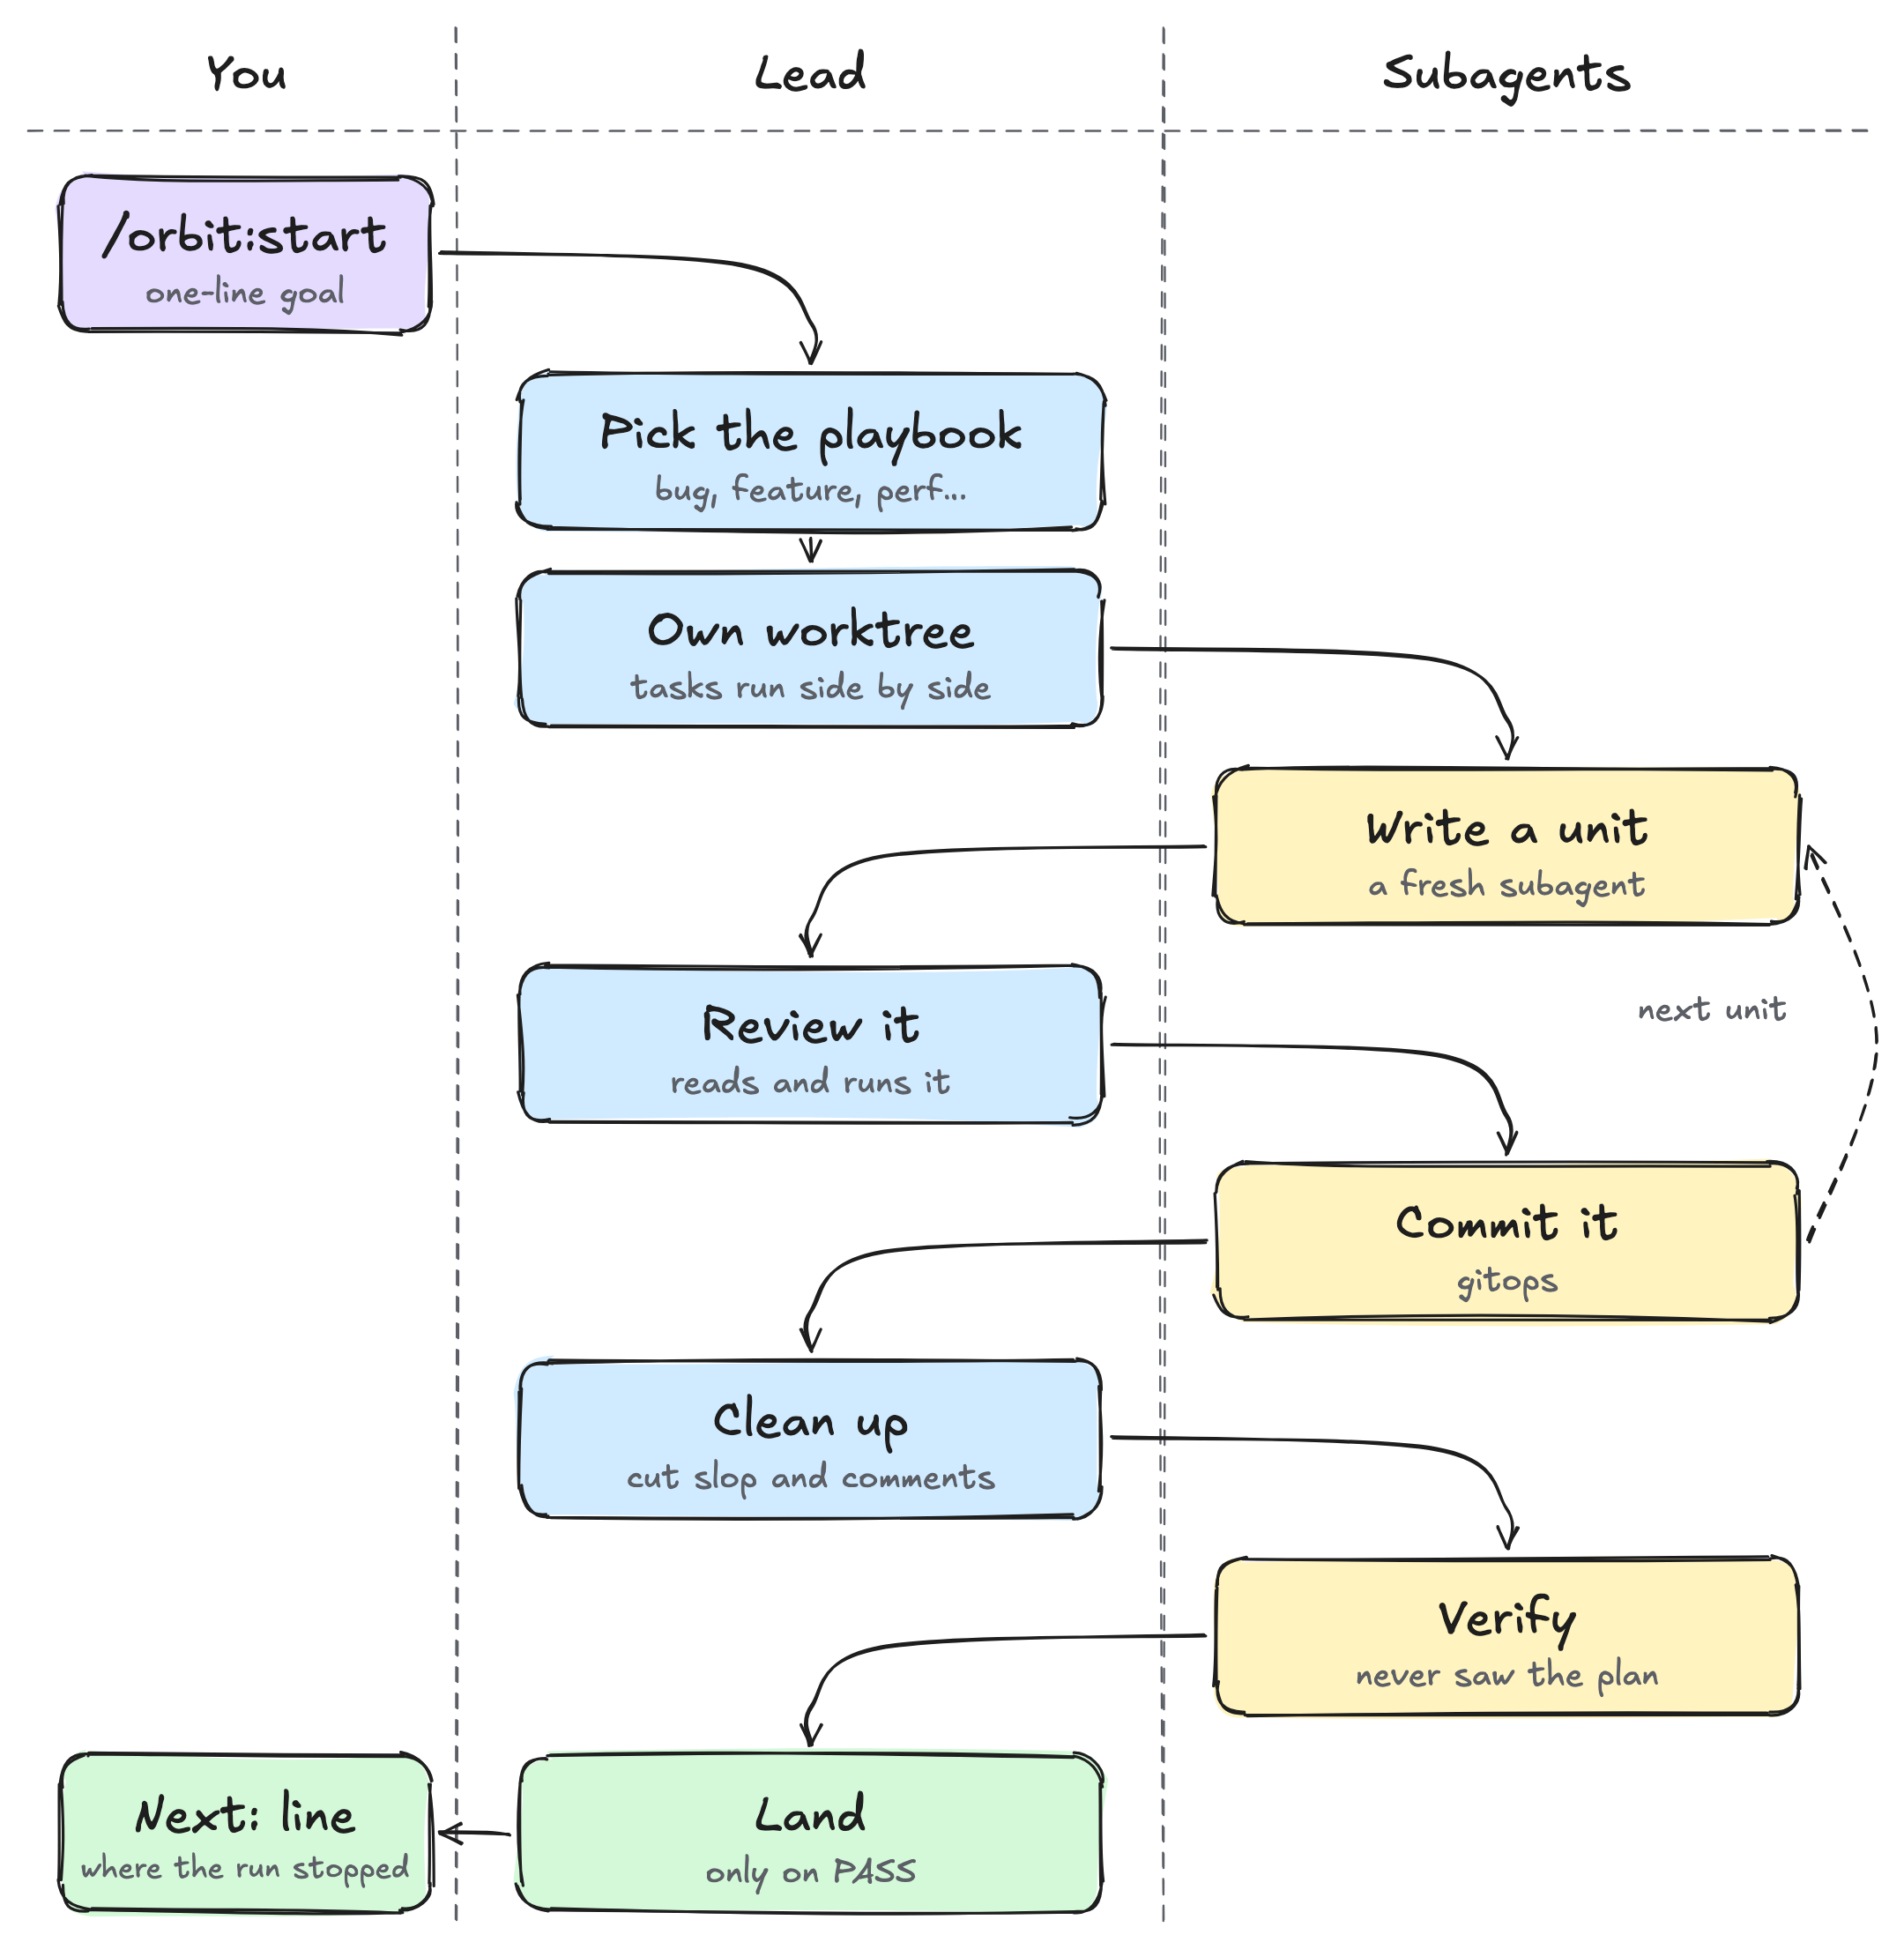 You
Lead
Subagents
/orbit:start
one-line goal
Pick the playbook
bug, feature, perf...
Own worktree
tasks run side by side
Write a unit
a fresh subagent
Review it
reads and runs it
next unit
Commit it
gitops
Clean up
cut slop and comments
Verify
never saw the plan
Next: line
where the run stopped
Land
only on PASS